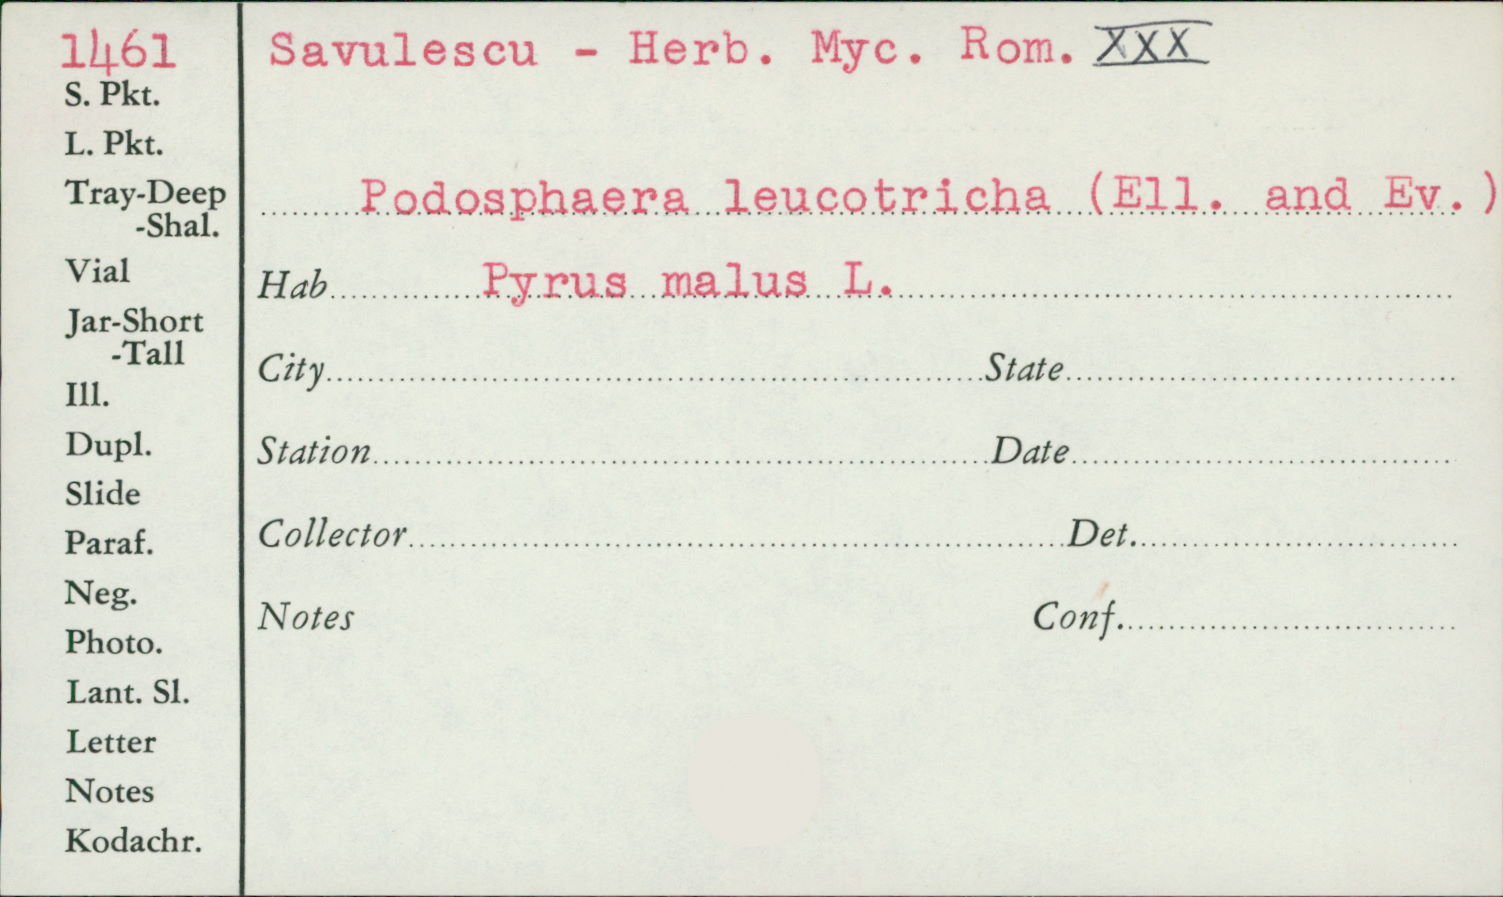 1461
S. Pkt.
L. Pkt.
Tray-Deep
-Shal.
Vial
Jar-Short
-Tall
Ill.
Dupl.
Slide
Paraf.
Neg.
Photo.
Lant. Sl.
Letter
Notes
Kodachr.
Savulescu - Herb. Myc. Rom. XXX
Podosphaera leucotricha (Ell. and Ev.)
Hab Pyrus malus L.
City State
Station Date
Collector Det.
Notes Conf.